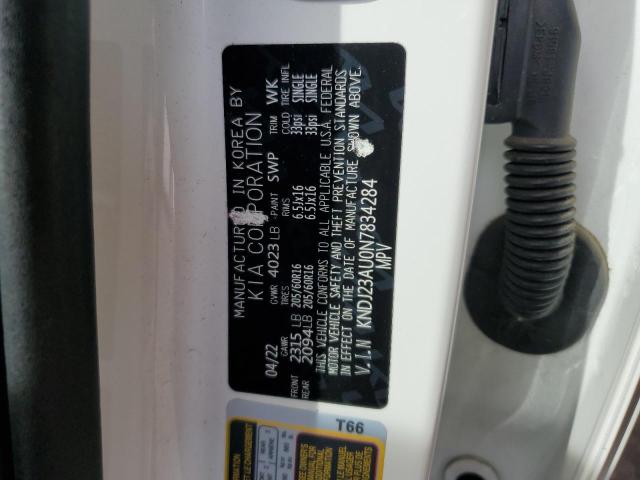 MANUFACTURED IN KOREA BY
KIA CORPORATION
04/22 GVWR 4023 LB PAINT SWP TRIM WK
GAWR TIRES RIMS COLD TIRE INFL
FRONT 2315 LB 205/60R16 6.5Jx16 33psi SINGLE
REAR 2094 LB 205/60R16 6.5Jx16 33psi SINGLE
THIS VEHICLE CONFORMS TO ALL APPLICABLE U.S.A. FEDERAL
MOTOR VEHICLE SAFETY AND THEFT PREVENTION STANDARDS
IN EFFECT ON THE DATE OF MANUFACTURE SHOWN ABOVE.
V.I.N KNDJ23AU0N7834284
MPV
T66